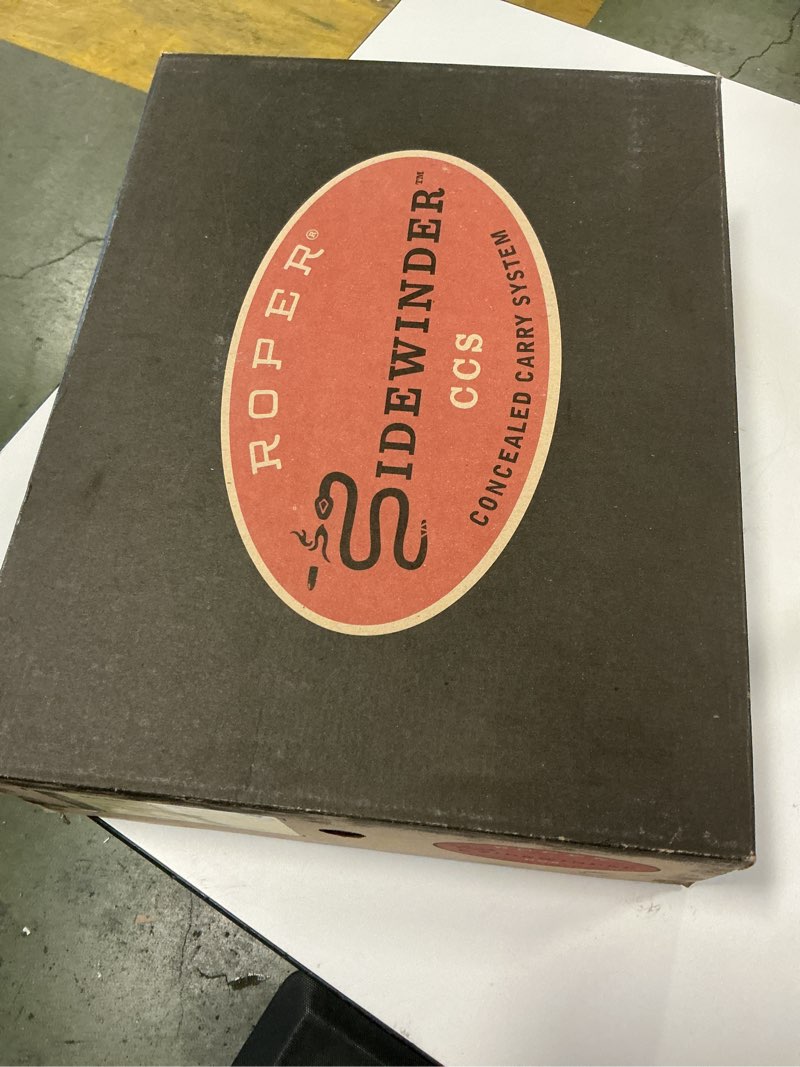 ROPER®
SIDEWINDER™
CCS
CONCEALED CARRY SYSTEM